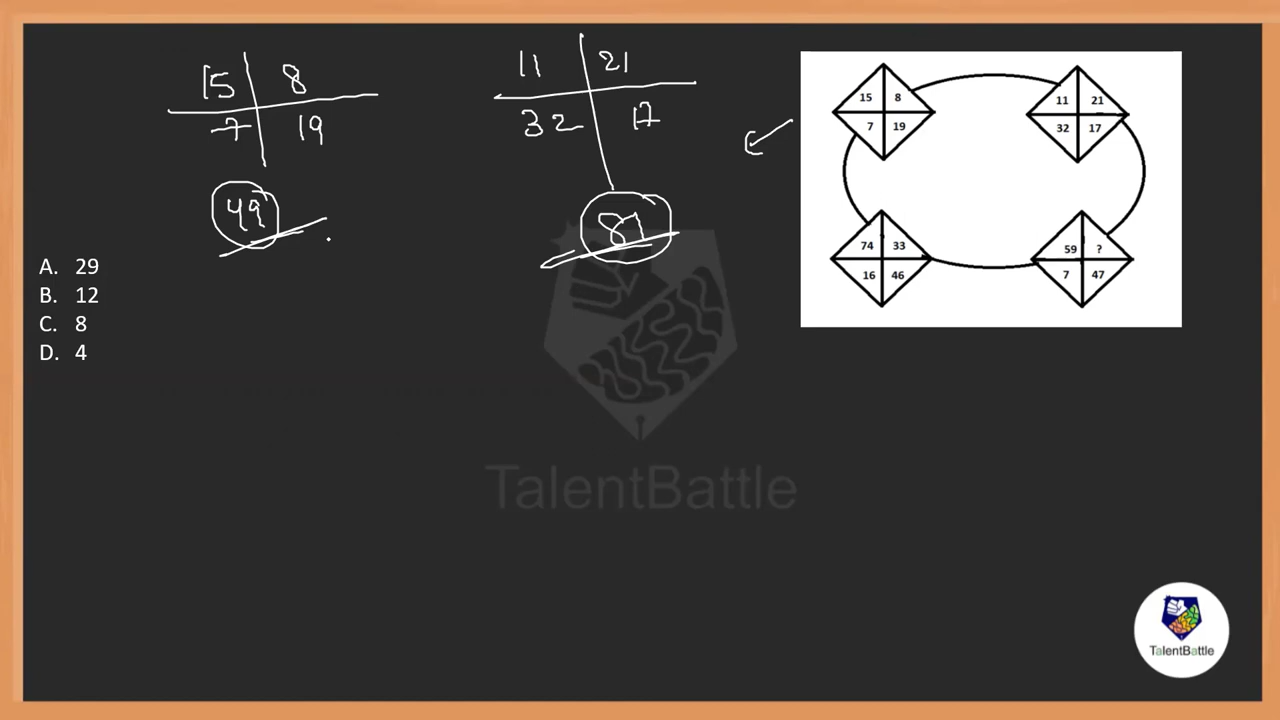 15 8
7 19
49
11 21
32 17
81
15 8
7 19
11 21
32 17
74 33
16 46
59 ?
7 47
A. 29
B. 12
C. 8
D. 4
TalentBattle
TalentBattle